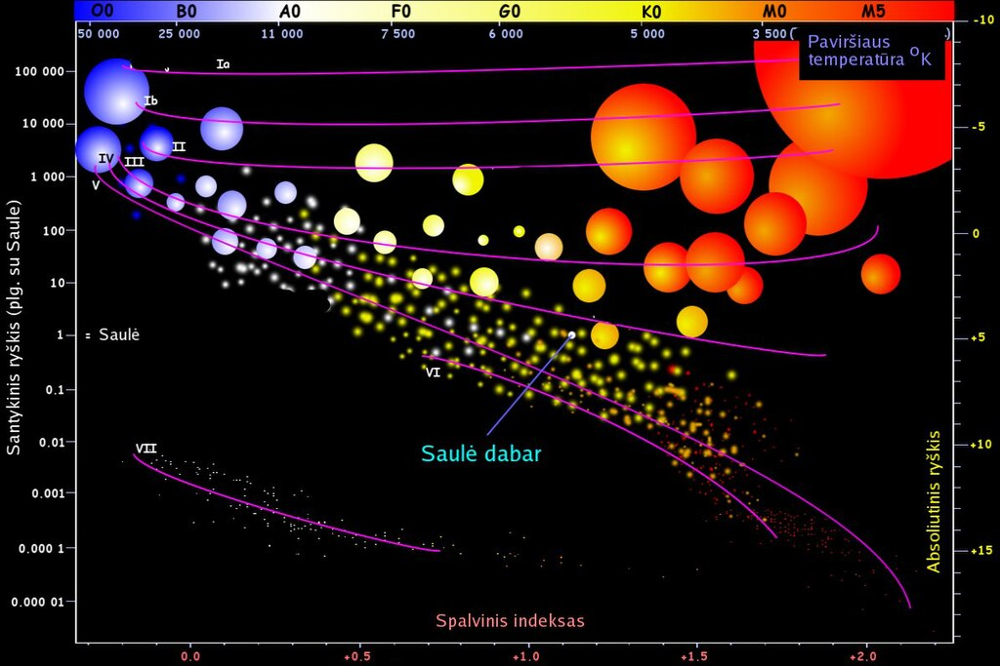 O0 B0 A0 F0 G0 K0 M0 M5
50 000 25 000 11 000 7 500 6 000 5 000 3 500
Paviršiaus
temperatūra °K
-10
-5
0
+5
+10
+15
Absoliutinis ryškis
100 000
10 000
1 000
100
10
1
0.1
0.01
0.001
0.000 1
0.000 01
Santykinis ryškis (plg. su Saule)
Ia
Ib
II
III
IV
V
= Saulė
VI
Saulė dabar
VII
Spalvinis indeksas
0.0 +0.5 +1.0 +1.5 +2.0